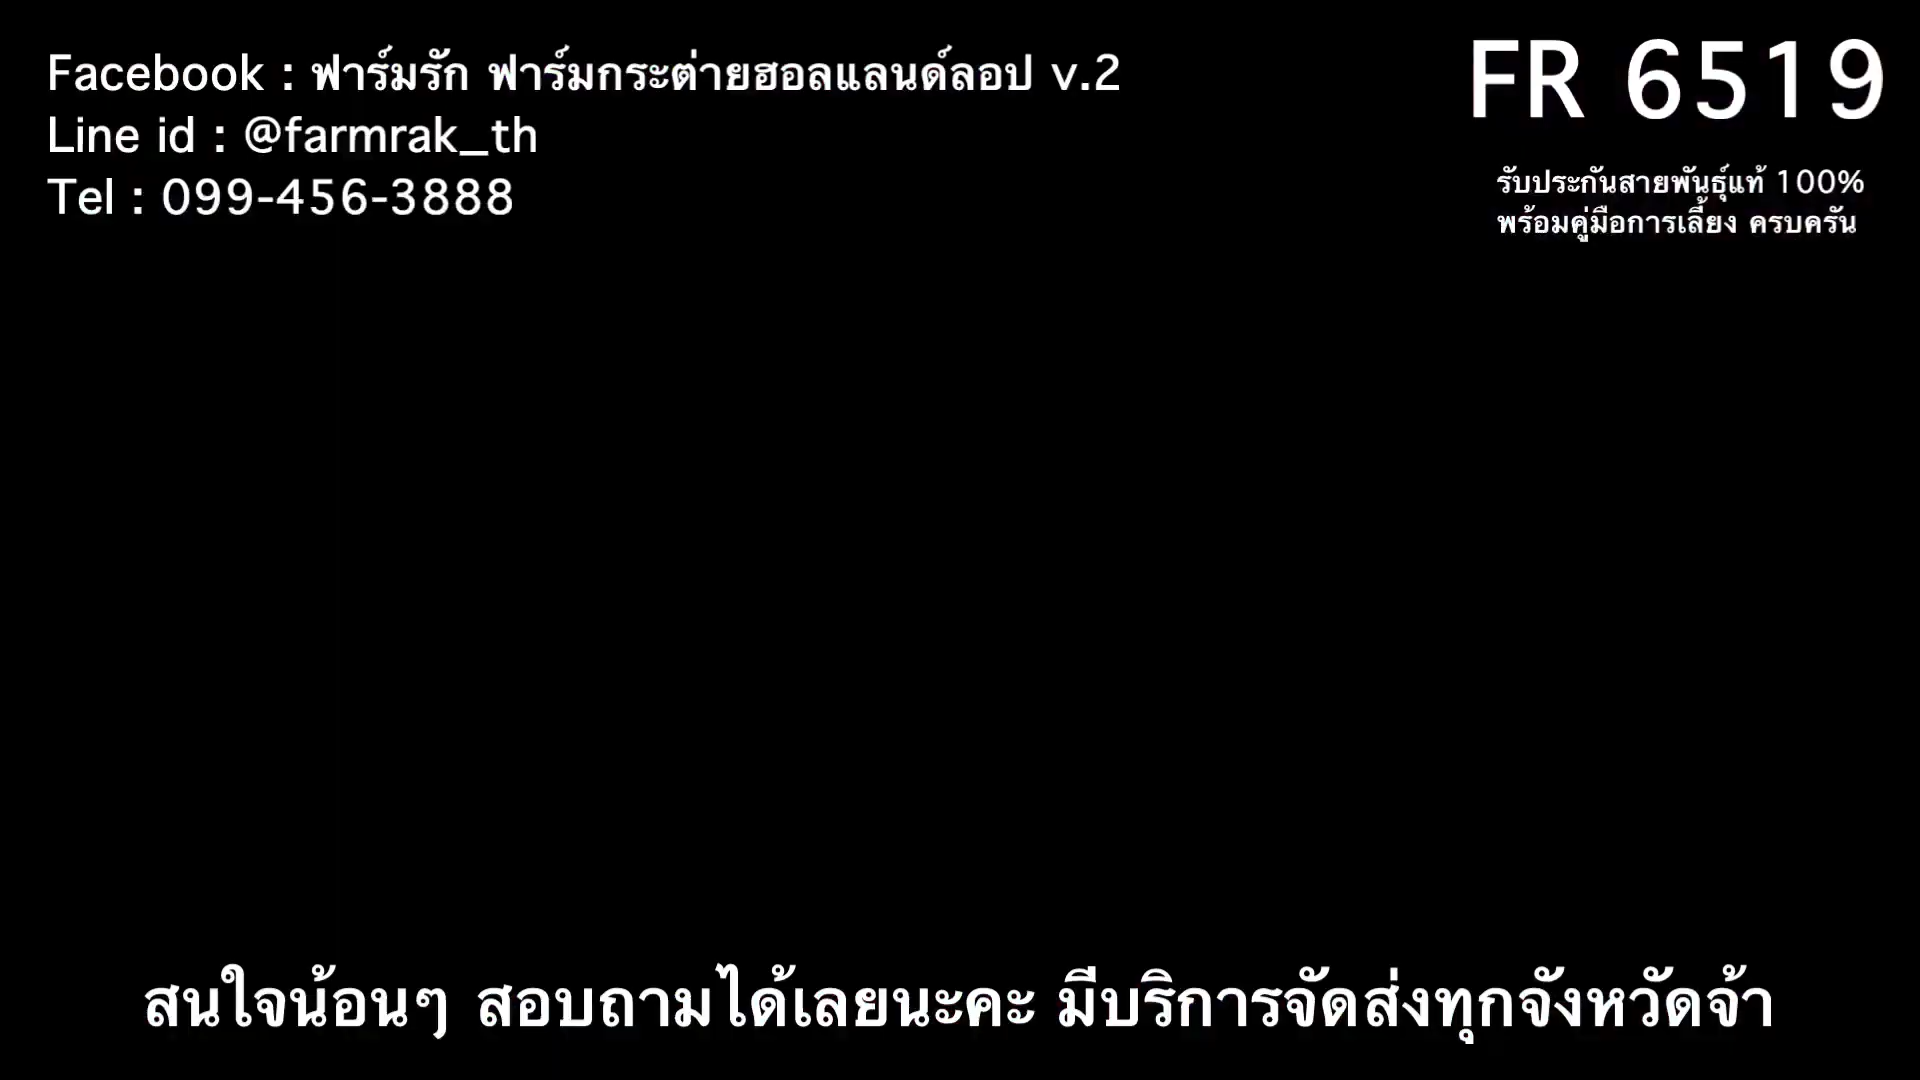 Facebook : ฟาร์มรัก ฟาร์มกระต่ายฮอลแลนด์ลอป v.2
Line id : @farmrak_th
Tel : 099-456-3888
FR 6519
รับประกันสายพันธุ์แท้ 100%
พร้อมคู่มือการเลี้ยง ครบครัน
สนใจน้อนๆ สอบถามได้เลยนะคะ มีบริการจัดส่งทุกจังหวัดจ้า